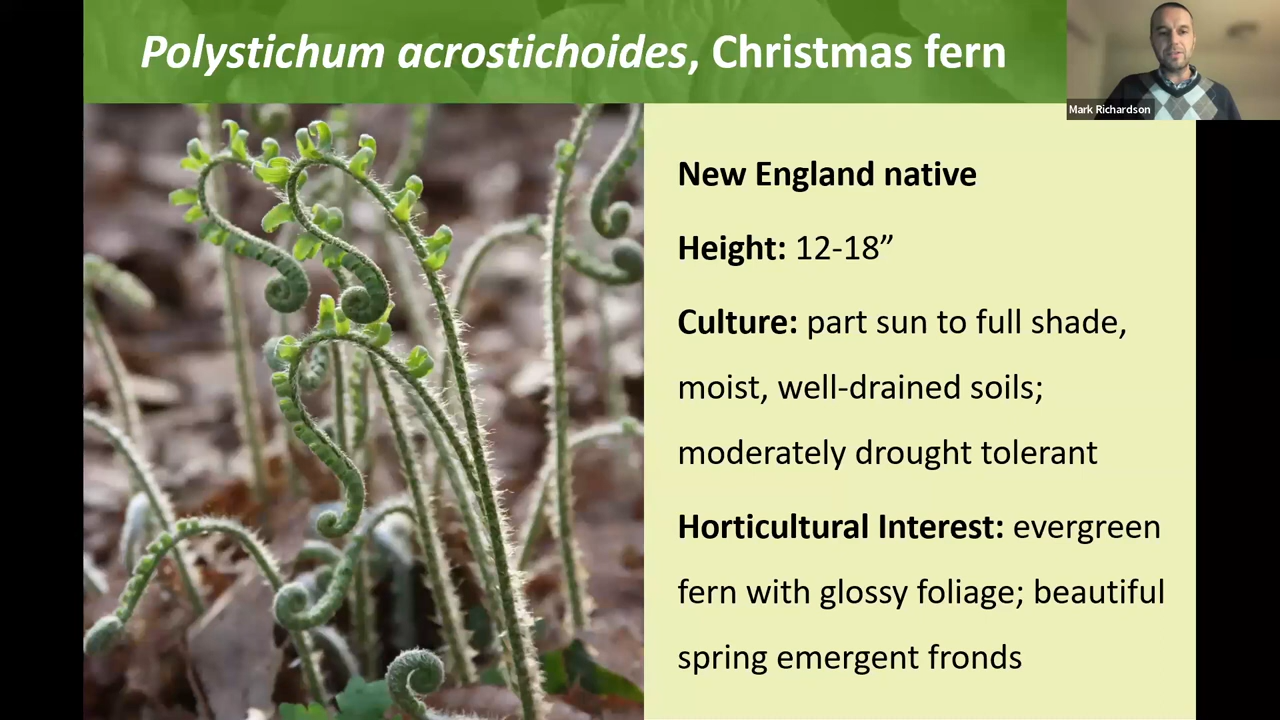 Polystichum acrostichoides, Christmas fern
Mark Richardson
New England native
Height: 12-18”
Culture: part sun to full shade,
moist, well-drained soils;
moderately drought tolerant
Horticultural Interest: evergreen
fern with glossy foliage; beautiful
spring emergent fronds